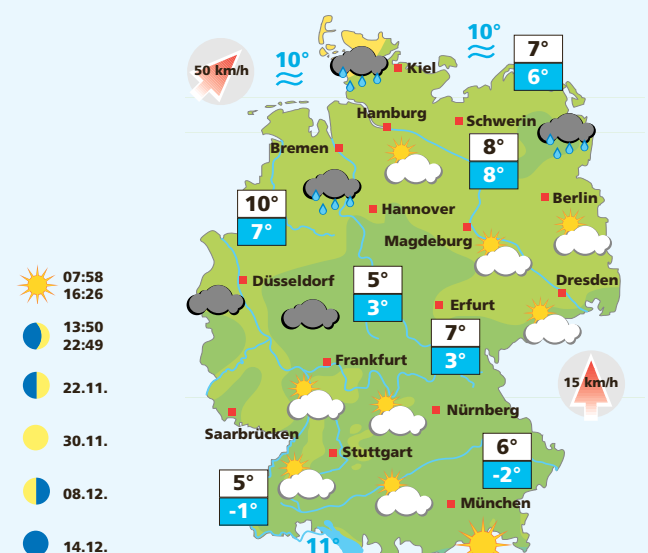 10°
7°
10°
6°
50 km/h
Kiel
Hamburg
Schwerin
8°
Bremen
8°
10°
Berlin
Hannover
7°
Magdeburg
07:58
16:26
Düsseldorf
5°
Dresden
3°
Erfurt
13:50
22:49
7°
3°
Frankfurt
22.11.
15 km/h
Nürnberg
Saarbrücken
30.11.
6°
Stuttgart
-2°
5°
08.12.
-1°
München
11°
14.12.